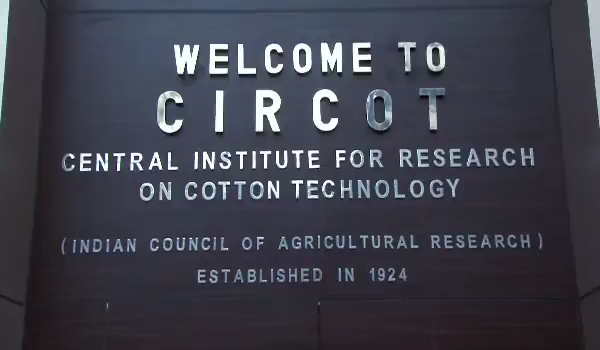 WELCOME TO
CIRCOT
CENTRAL INSTITUTE FOR RESEARCH
ON COTTON TECHNOLOGY
(INDIAN COUNCIL OF AGRICULTURAL RESEARCH)
ESTABLISHED IN 1924